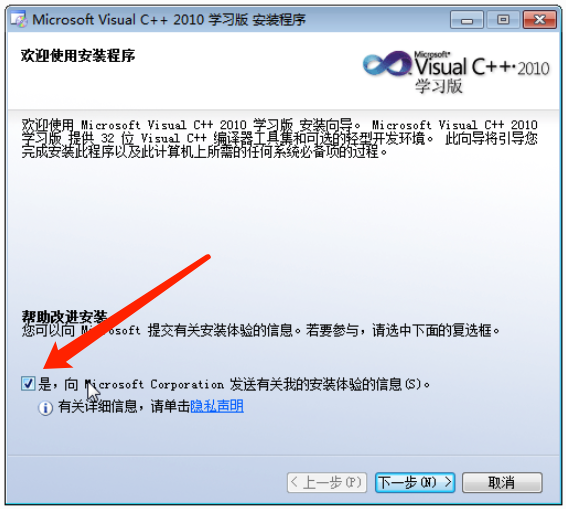 Microsoft Visual C++ 2010 学习版 安装程序
欢迎使用安装程序
Microsoft
Visual C++ 2010
学习版
欢迎使用 Microsoft Visual C++ 2010 学习版 安装向导。 Microsoft Visual C++ 2010
学习版 提供 32 位 Visual C++ 编译器工具集和可选的轻型开发环境。 此向导将引导您
完成安装此程序以及此计算机上所需的任何系统必备项的过程。
帮助改进安装
您可以向 Microsoft 提交有关安装体验的信息。若要参与，请选中下面的复选框。
是，向 Microsoft Corporation 发送有关我的安装体验的信息(S)。
有关详细信息，请单击隐私声明
< 上一步(P)
下一步(N) >
取消